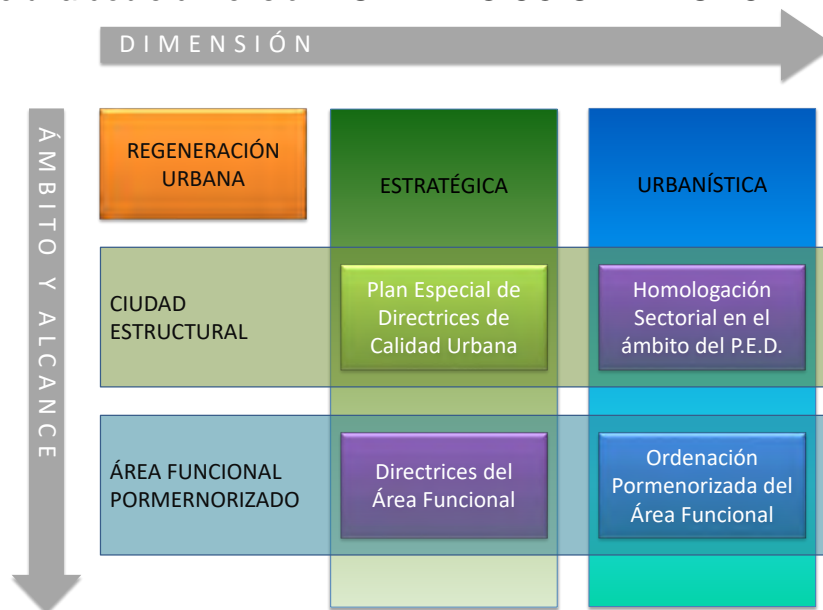 DIMENSIÓN
ÁMBITO Y ALCANCE
REGENERACIÓN
URBANA
ESTRATÉGICA
URBANÍSTICA
CIUDAD
ESTRUCTURAL
Plan Especial de
Directrices de
Calidad Urbana
Homologación
Sectorial en el
ámbito del P.E.D.
ÁREA FUNCIONAL
PORMERNORIZADO
Directrices del
Área Funcional
Ordenación
Pormenorizada del
Área Funcional